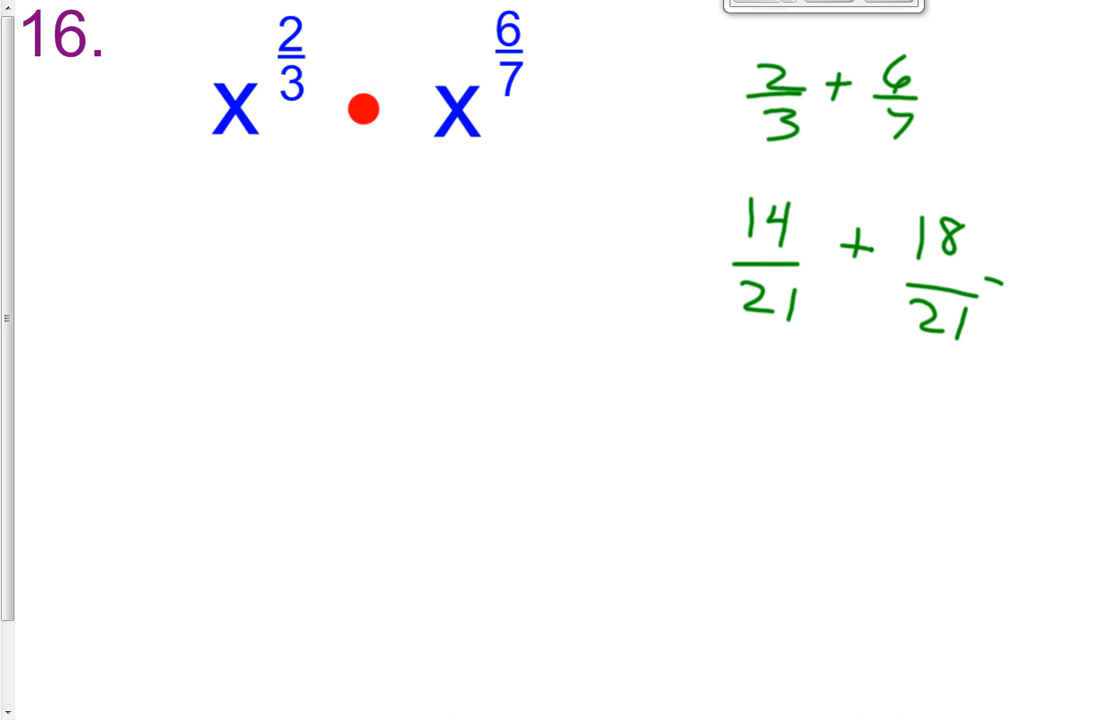 16. x^{2/3} • x^{6/7}
2/3 + 6/7
14/21 + 18/21 -